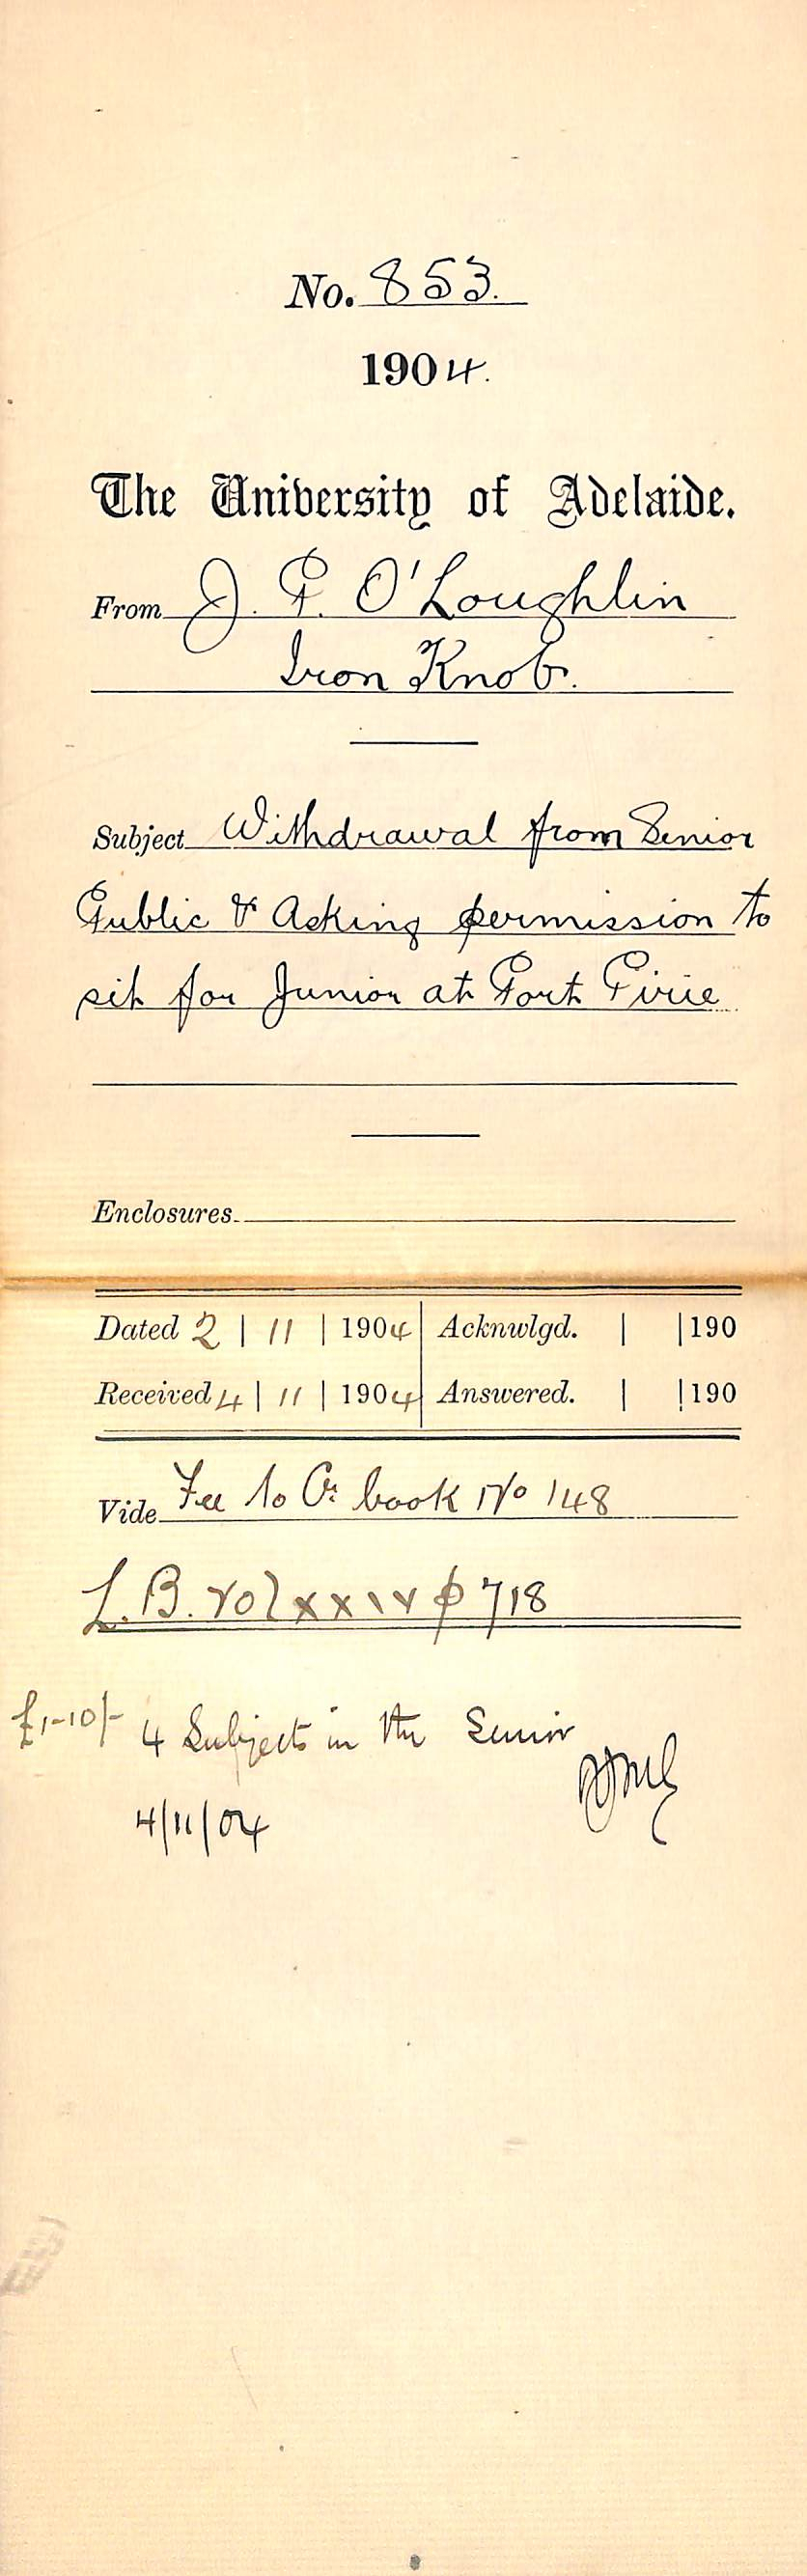 No. 853.
1904.
The University of Adelaide.
From J. P. O'Loughlin
Iron Knob.
Subject Withdrawal from Senior
Public & Asking permission to
sit for Junior at Port Pirie
Enclosures
Dated 2 | 11 | 1904 Acknwlgd. | | 190
Received 4 | 11 | 1904 Answered. | | 190
Vide Fee to Cr book No 148
L.B. vol xxiv p 718
£1-10/- 4 Subjects in the Senior
4/11/04